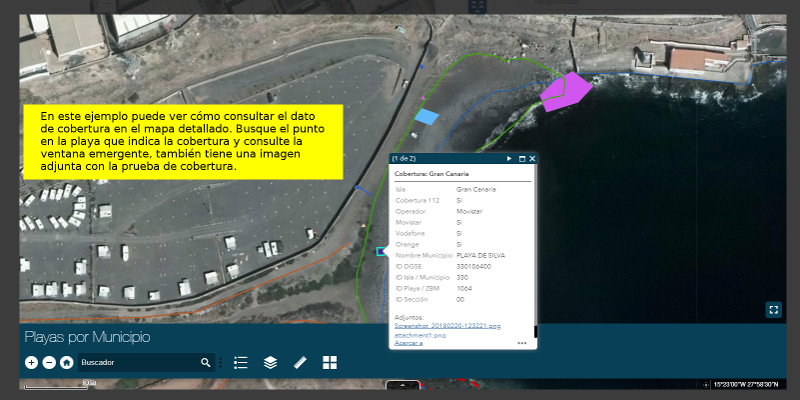 En este ejemplo puede ver cómo consultar el dato
de cobertura en el mapa detallado. Busque el punto
en la playa que indica la cobertura y consulte la
ventana emergente, también tiene una imagen
adjunta con la prueba de cobertura.
(1 de 2)
Cobertura: Gran Canaria
Isla Gran Canaria
Cobertura 112 Si
Operador Movistar
Movistar Si
Vodafone Si
Orange Si
Nombre Municipio PLAYA DE SILVA
ID DGSE 330106400
ID Isla / Municipio 330
ID Playa / ZBM 1064
ID Sección 00
Adjuntos:
Screenshot_20180220-123221.png
attachment1.png
Acercar a
Playas por Municipio
Buscador
15°23'00"W 27°58'30"N